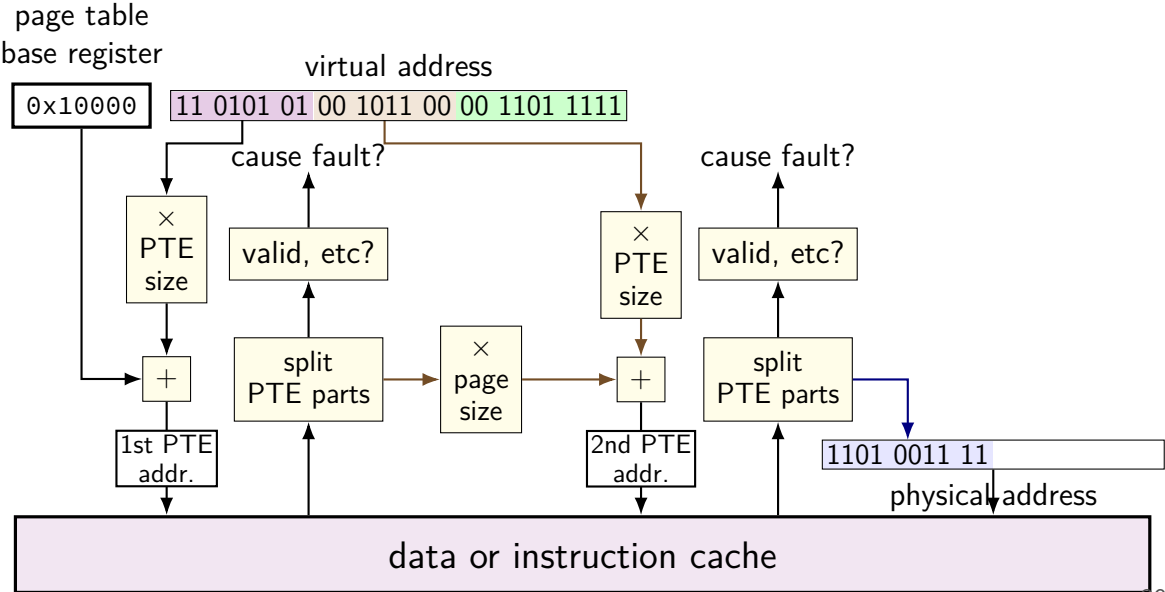 page table
base register
0x10000
virtual address
11 0101 01 00 1011 00 00 1101 1111
cause fault?
cause fault?
×
PTE
size
valid, etc?
×
PTE
size
valid, etc?
+
split
PTE parts
×
page
size
+
split
PTE parts
1st PTE
addr.
2nd PTE
addr.
1101 0011 11
physical address
data or instruction cache